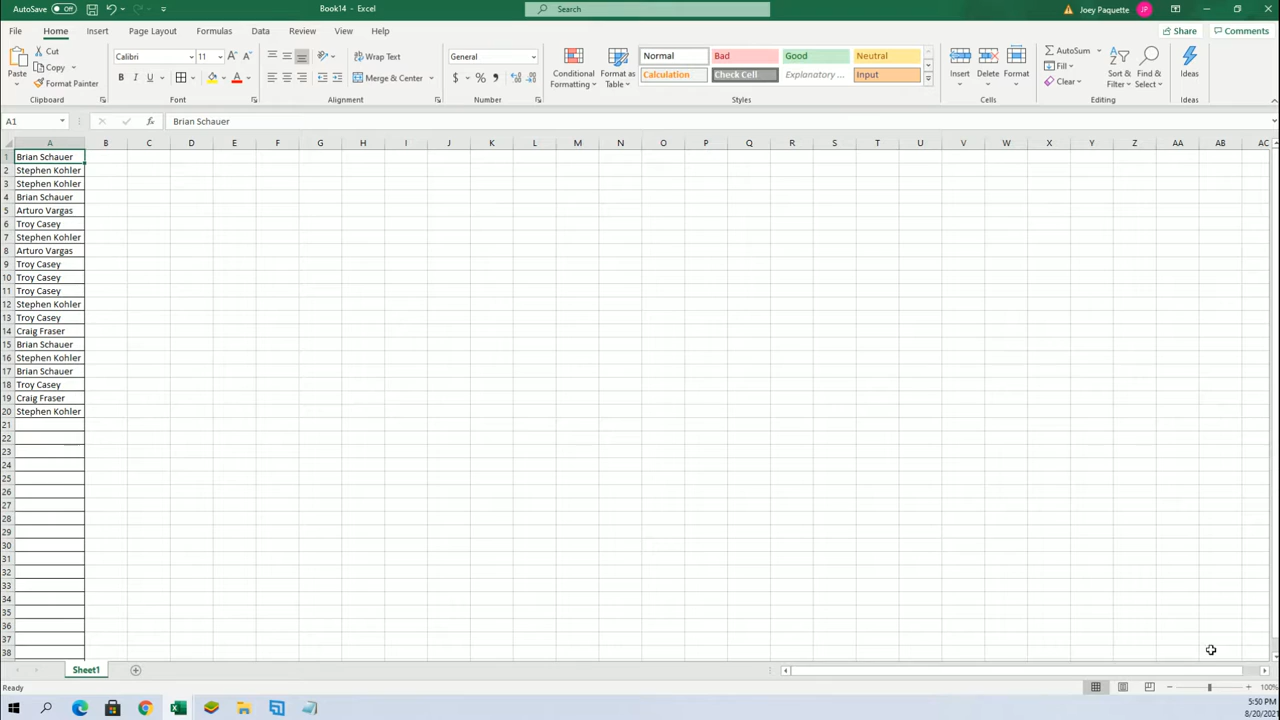 AutoSave Off Book14 - Excel Search Joey Paquette JP
File Home Insert Page Layout Formulas Data Review View Help Share Comments
Paste Cut Copy Format Painter Clipboard
Calibri 11 B I U A Font
Wrap Text Merge & Center Alignment
General $ % Number
Conditional Formatting Format as Table
Normal Bad Good Neutral
Calculation Check Cell Explanatory ... Input
Styles
Insert Delete Format Cells
AutoSum Fill Clear Sort & Filter Find & Select Editing
Ideas Ideas
A1 fx Brian Schauer
A B C D E F G H I J K L M N O P Q R S T U V W X Y Z AA AB AC
1 Brian Schauer
2 Stephen Kohler
3 Stephen Kohler
4 Brian Schauer
5 Arturo Vargas
6 Troy Casey
7 Stephen Kohler
8 Arturo Vargas
9 Troy Casey
10 Troy Casey
11 Troy Casey
12 Stephen Kohler
13 Troy Casey
14 Craig Fraser
15 Brian Schauer
16 Stephen Kohler
17 Brian Schauer
18 Troy Casey
19 Craig Fraser
20 Stephen Kohler
21
22
23
24
25
26
27
28
29
30
31
32
33
34
35
36
37
38
Sheet1
Ready 100%
5:50 PM
8/20/202